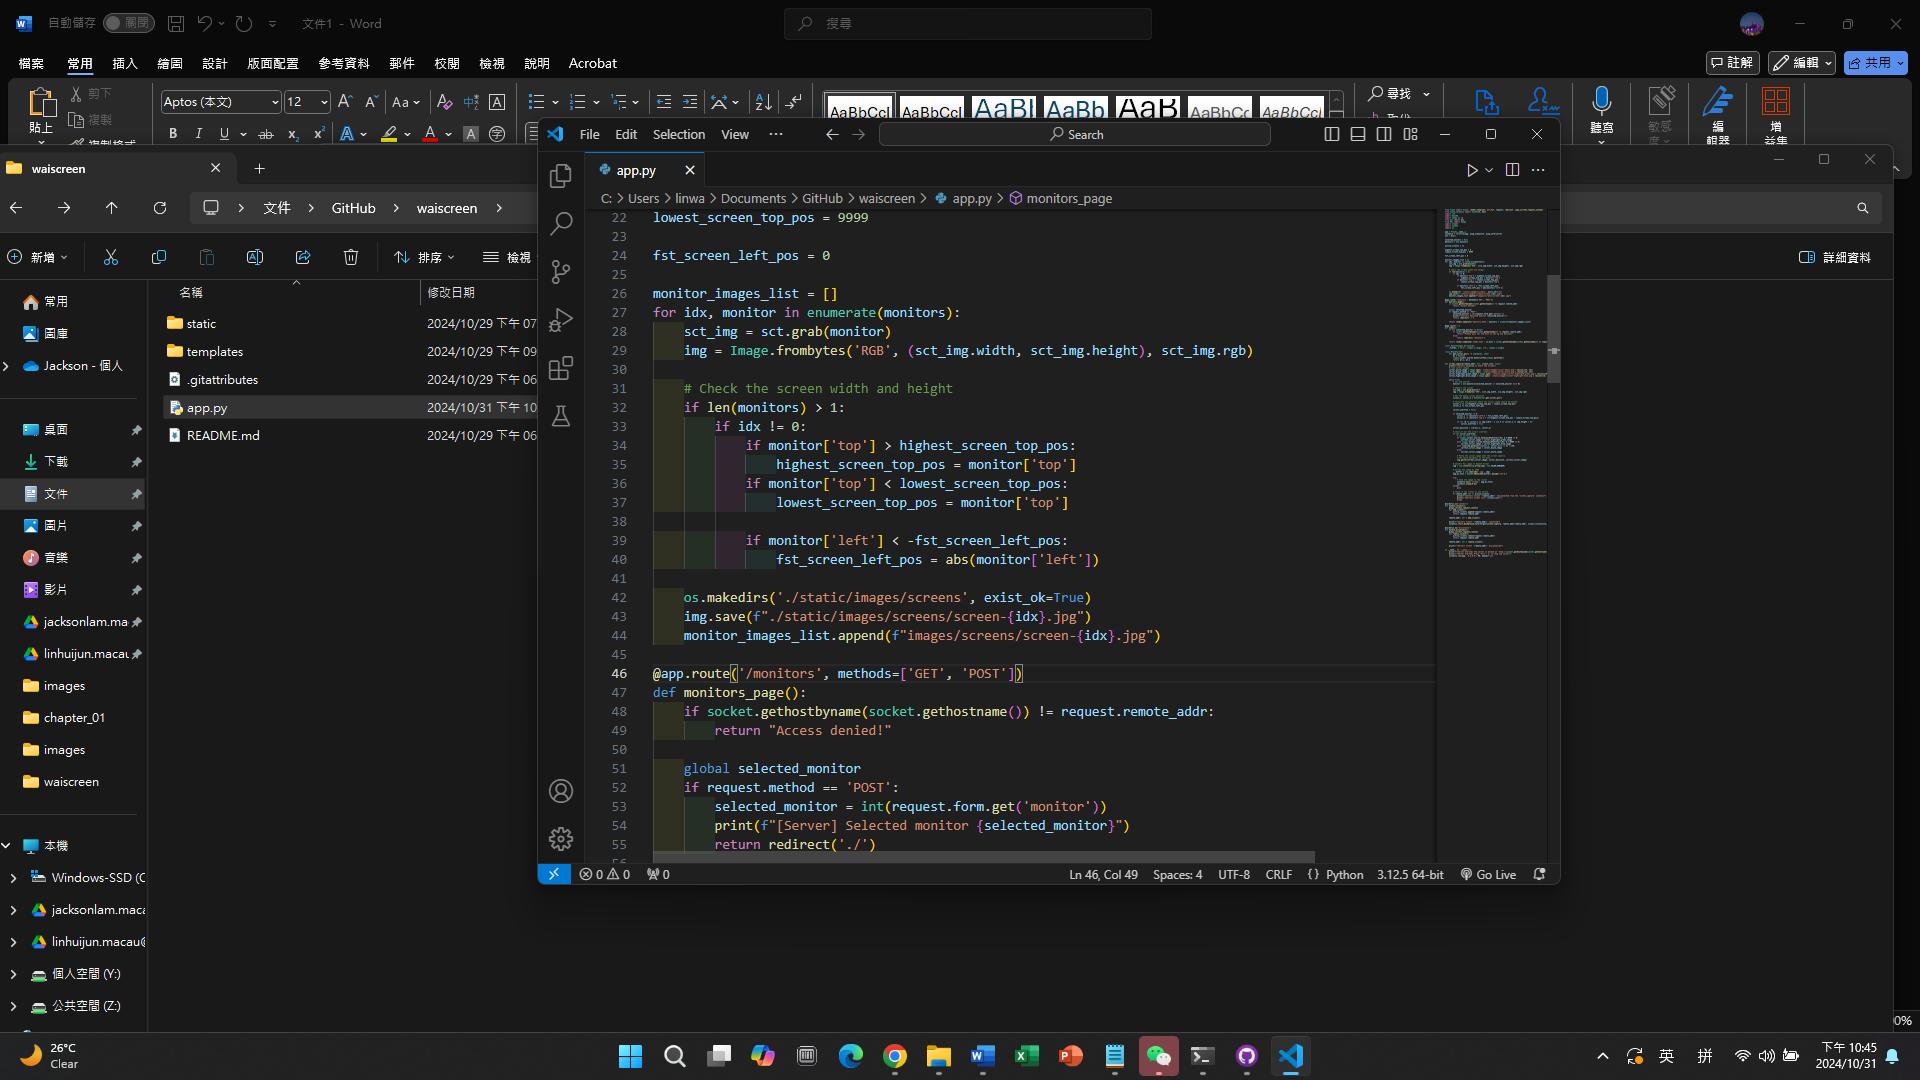 自動儲存 關閉 文件1 - Word
搜尋
檔案 常用 插入 繪圖 設計 版面配置 參考資料 郵件 校閱 檢視 說明 Acrobat
註解 編輯 共用
貼上 剪下 複製
Aptos (本文) 12
AaBbCcl AaBbCcl
尋找
聽寫 敏感度 編輯器 增益集
waiscreen
文件 GitHub waiscreen
新增 排序 檢視
詳細資料
名稱 修改日期
static 2024/10/29 下午 07
templates 2024/10/29 下午 09
.gitattributes 2024/10/29 下午 06
app.py 2024/10/31 下午 10
README.md 2024/10/29 下午 06
常用
圖庫
Jackson - 個人
桌面
下載
文件
圖片
音樂
影片
jacksonlam.ma
linhuijun.macau
images
chapter_01
images
waiscreen
本機
Windows-SSD (C
jacksonlam.maca
linhuijun.macau@
個人空間 (Y:)
公共空間 (Z:)
File Edit Selection View
Search
app.py
C: Users linwa Documents GitHub waiscreen app.py monitors_page
22 lowest_screen_top_pos = 9999
23
24 fst_screen_left_pos = 0
25
26 monitor_images_list = []
27 for idx, monitor in enumerate(monitors):
28 sct_img = sct.grab(monitor)
29 img = Image.frombytes('RGB', (sct_img.width, sct_img.height), sct_img.rgb)
30
31 # Check the screen width and height
32 if len(monitors) > 1:
33 if idx != 0:
34 if monitor['top'] > highest_screen_top_pos:
35 highest_screen_top_pos = monitor['top']
36 if monitor['top'] < lowest_screen_top_pos:
37 lowest_screen_top_pos = monitor['top']
38
39 if monitor['left'] < -fst_screen_left_pos:
40 fst_screen_left_pos = abs(monitor['left'])
41
42 os.makedirs('./static/images/screens', exist_ok=True)
43 img.save(f"./static/images/screens/screen-{idx}.jpg")
44 monitor_images_list.append(f"images/screens/screen-{idx}.jpg")
45
46 @app.route('/monitors', methods=['GET', 'POST'])
47 def monitors_page():
48 if socket.gethostbyname(socket.gethostname()) != request.remote_addr:
49 return "Access denied!"
50
51 global selected_monitor
52 if request.method == 'POST':
53 selected_monitor = int(request.form.get('monitor'))
54 print(f"[Server] Selected monitor {selected_monitor}")
55 return redirect('./')
0 0 0
Ln 46, Col 49 Spaces: 4 UTF-8 CRLF Python 3.12.5 64-bit Go Live
0%
26°C
Clear
英 拼
下午 10:45
2024/10/31